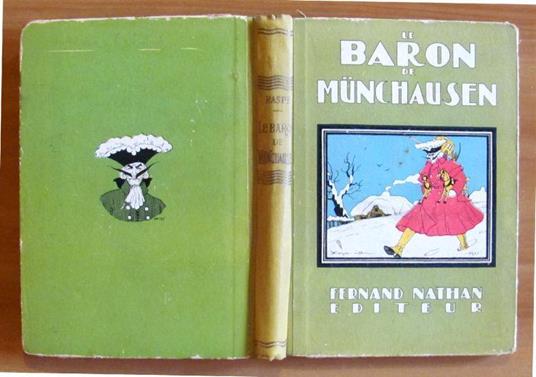 RASPE
LE BARON
DE
MÜNCHAUSEN
LE
BARON
DE
MÜNCHAUSEN
FERNAND NATHAN
EDITEUR